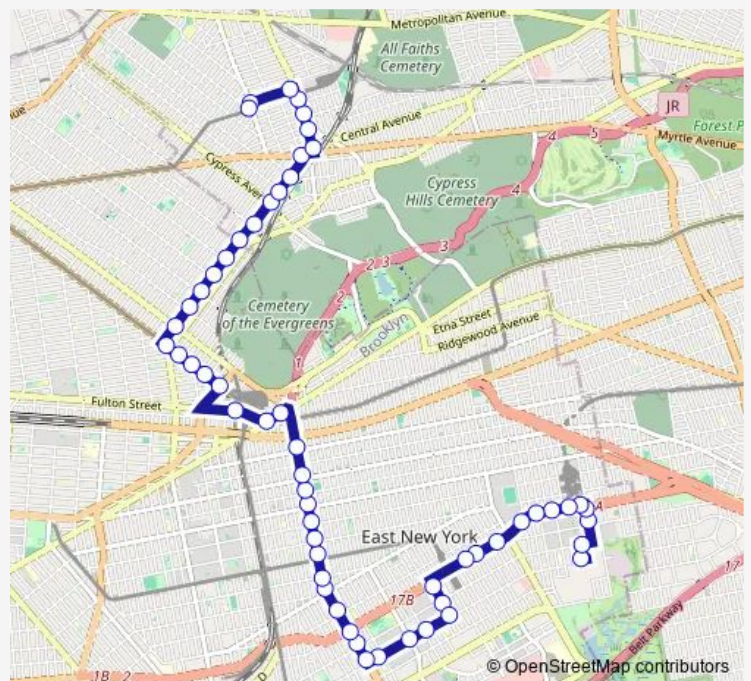 Metropolitan Avenue
All Faiths
Cemetery
JR
Central Avenue
4
5
Forest P
Myrtle Avenue
Cypress Ave
Cypress
Hills Cemetery
4
3
2 3
2
Cemetery
of the Evergreens
Brooklyn
Etna Street
Ridgewood Avenue
1
Fulton Street
A
East New York
17B
17
Belt Parkway
1B 2
© OpenStreetMap contributors